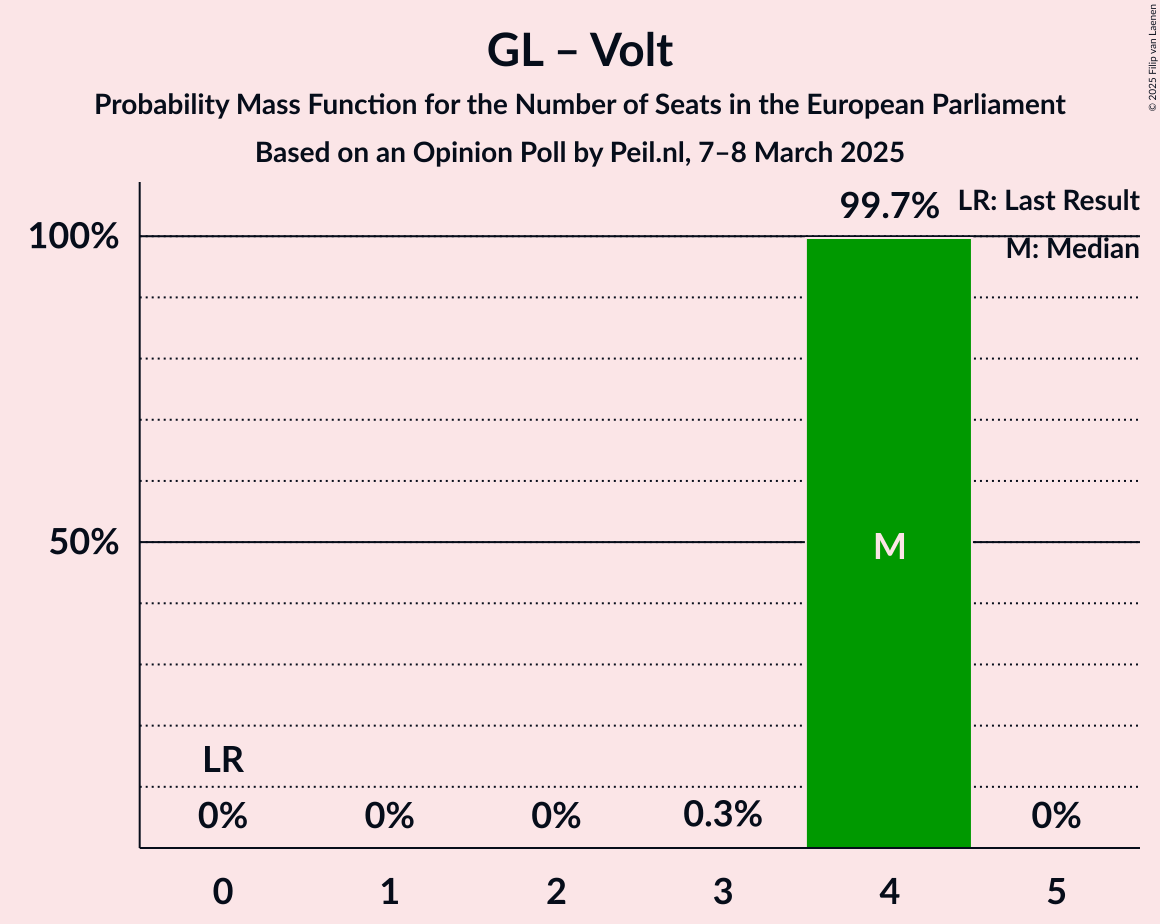 GL – Volt
Probability Mass Function for the Number of Seats in the European Parliament
Based on an Opinion Poll by Peil.nl, 7–8 March 2025
© 2025 Filip van Laenen
LR: Last Result
M: Median
100%
50%
99.7%
M
LR
0%
0%
0%
0.3%
0%
0
1
2
3
4
5